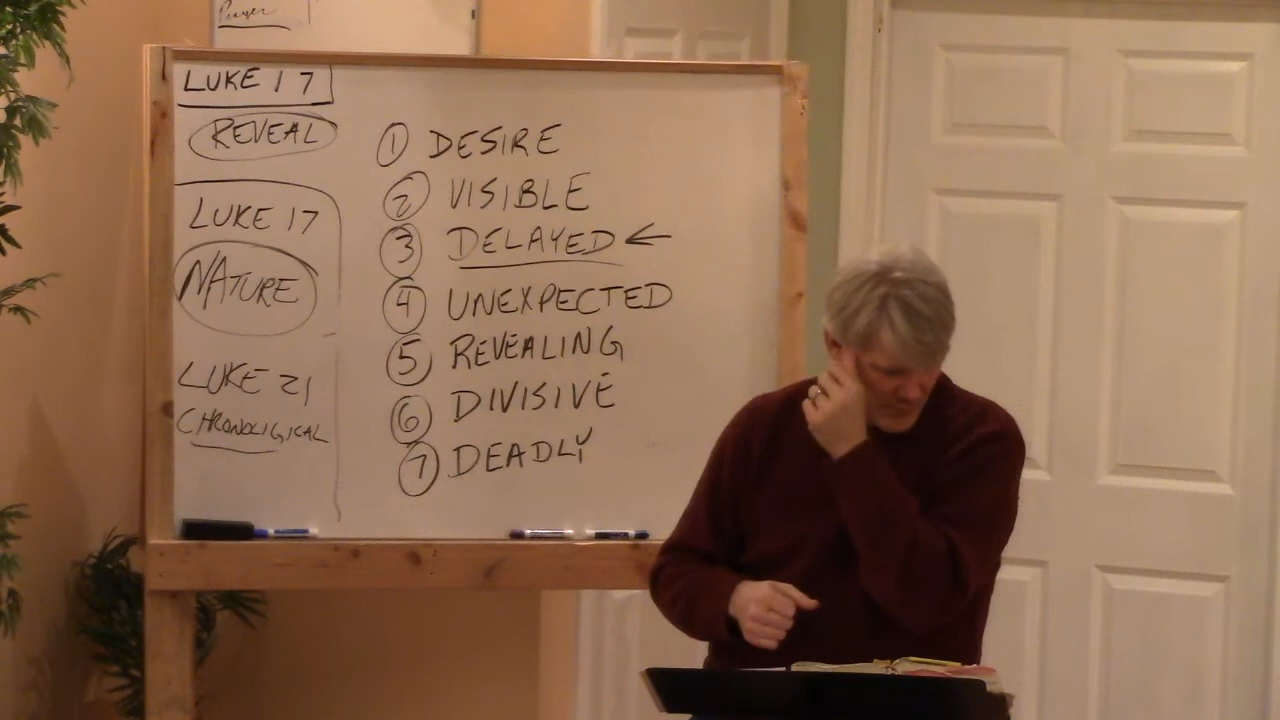 Prayer
LUKE 17
REVEAL
LUKE 17
NATURE
LUKE 21
CHRONOLIGICAL
① DESIRE
② VISIBLE
③ DELAYED ←
④ UNEXPECTED
⑤ REVEALING
⑥ DIVISIVE
⑦ DEADLY